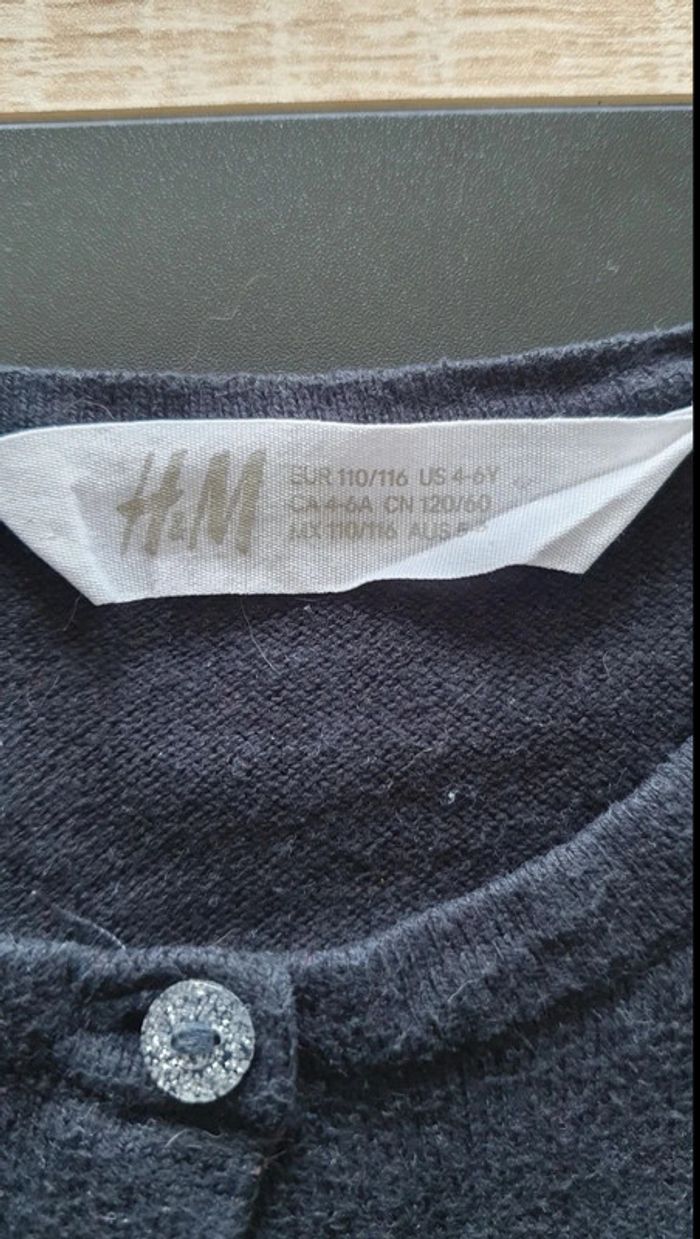 H&M
EUR 110/116 US 4-6Y
CA 4-6A CN 120/60
MX 110/116 AUS